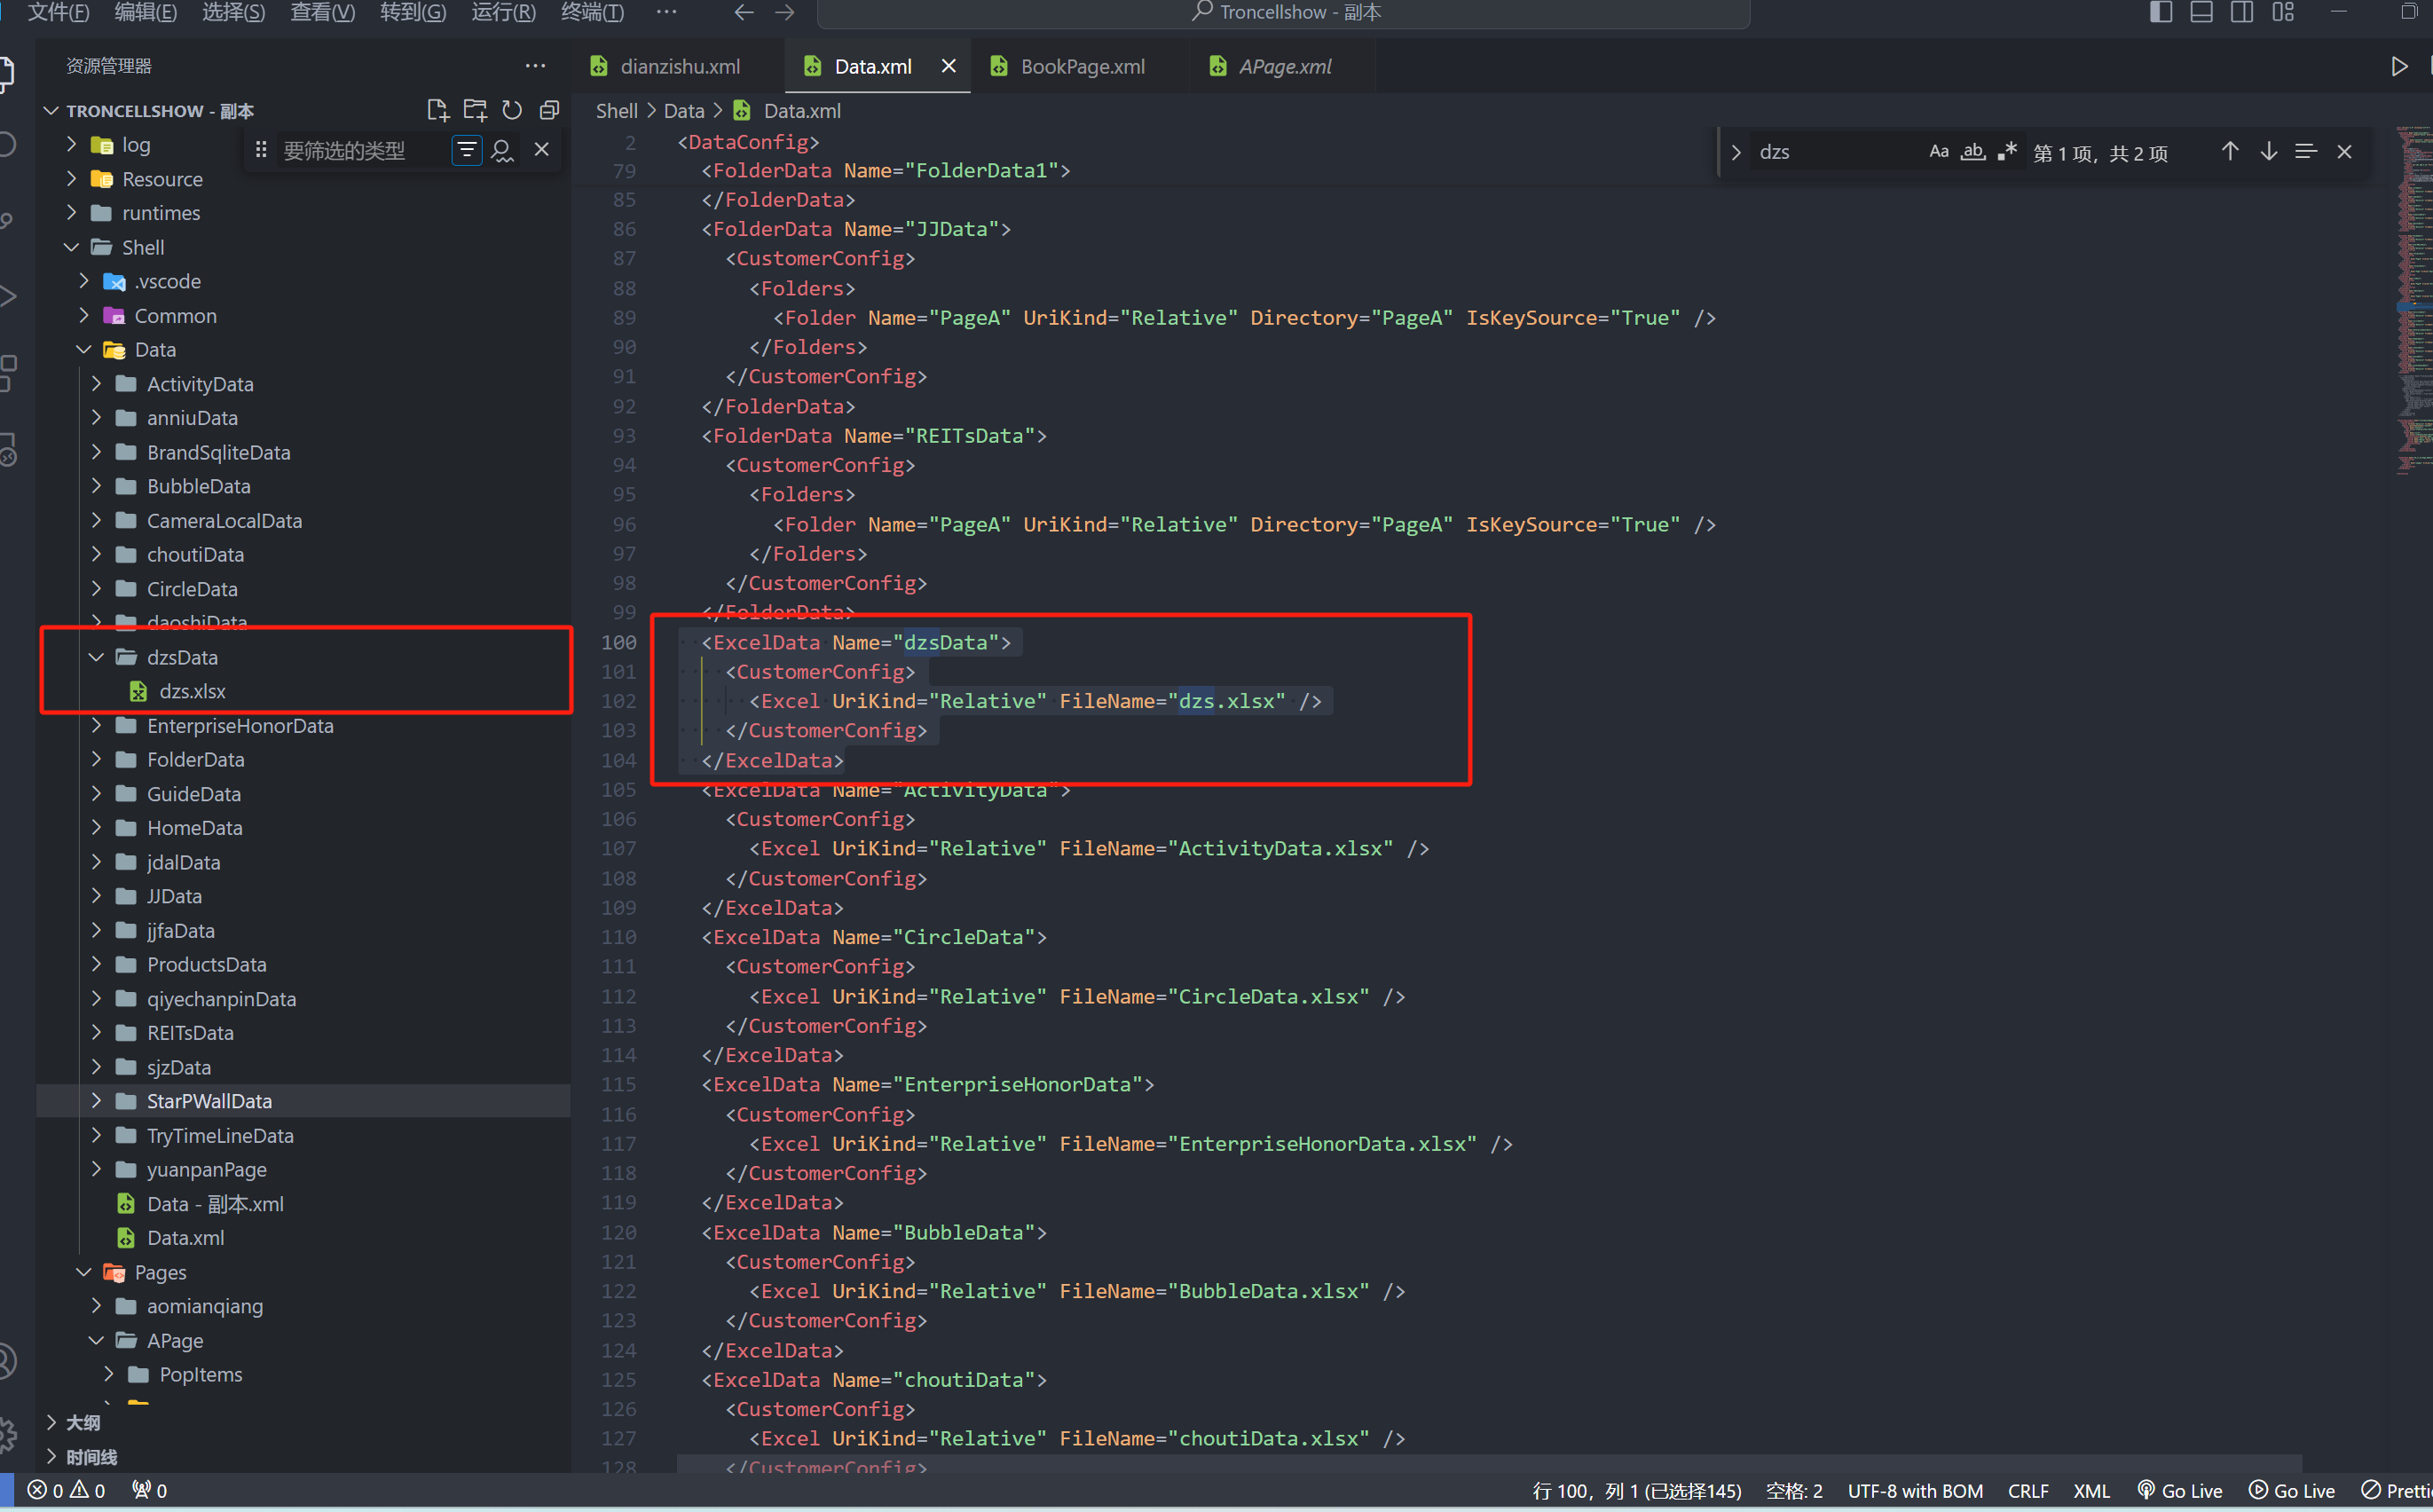 文件(F) 编辑(E) 选择(S) 查看(V) 转到(G) 运行(R) 终端(T) ··· Troncellshow - 副本
资源管理器 ···
TRONCELLSHOW - 副本
要筛选的类型
log
Resource
runtimes
Shell
.vscode
Common
Data
ActivityData
anniuData
BrandSqliteData
BubbleData
CameraLocalData
choutiData
CircleData
daoshiData
dzsData
dzs.xlsx
EnterpriseHonorData
FolderData
GuideData
HomeData
jdalData
JJData
jjfaData
ProductsData
qiyechanpinData
REITsData
sjzData
StarPWallData
TryTimeLineData
yuanpanPage
Data - 副本.xml
Data.xml
Pages
aomianqiang
APage
PopItems
大纲
时间线
dianzishu.xml Data.xml BookPage.xml APage.xml
Shell > Data > Data.xml
dzs Aa ab 第 1 项，共 2 项
2 <DataConfig>
79 <FolderData Name="FolderData1">
85 </FolderData>
86 <FolderData Name="JJData">
87 <CustomerConfig>
88 <Folders>
89 <Folder Name="PageA" UriKind="Relative" Directory="PageA" IsKeySource="True" />
90 </Folders>
91 </CustomerConfig>
92 </FolderData>
93 <FolderData Name="REITsData">
94 <CustomerConfig>
95 <Folders>
96 <Folder Name="PageA" UriKind="Relative" Directory="PageA" IsKeySource="True" />
97 </Folders>
98 </CustomerConfig>
99 </FolderData>
100 <ExcelData Name="dzsData">
101 <CustomerConfig>
102 <Excel UriKind="Relative" FileName="dzs.xlsx" />
103 </CustomerConfig>
104 </ExcelData>
105 <ExcelData Name="ActivityData">
106 <CustomerConfig>
107 <Excel UriKind="Relative" FileName="ActivityData.xlsx" />
108 </CustomerConfig>
109 </ExcelData>
110 <ExcelData Name="CircleData">
111 <CustomerConfig>
112 <Excel UriKind="Relative" FileName="CircleData.xlsx" />
113 </CustomerConfig>
114 </ExcelData>
115 <ExcelData Name="EnterpriseHonorData">
116 <CustomerConfig>
117 <Excel UriKind="Relative" FileName="EnterpriseHonorData.xlsx" />
118 </CustomerConfig>
119 </ExcelData>
120 <ExcelData Name="BubbleData">
121 <CustomerConfig>
122 <Excel UriKind="Relative" FileName="BubbleData.xlsx" />
123 </CustomerConfig>
124 </ExcelData>
125 <ExcelData Name="choutiData">
126 <CustomerConfig>
127 <Excel UriKind="Relative" FileName="choutiData.xlsx" />
128 </CustomerConfig>
0 0 0 行 100，列 1 (已选择145) 空格: 2 UTF-8 with BOM CRLF XML Go Live Go Live Pretti